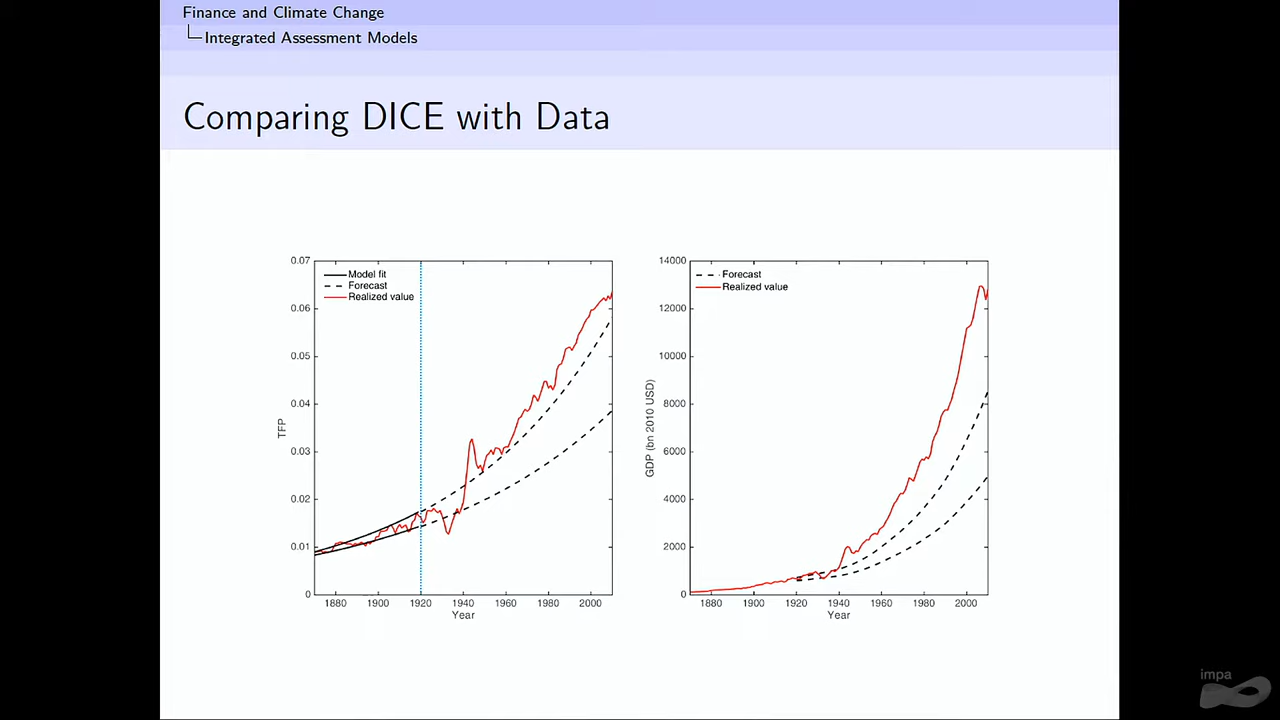 Finance and Climate Change
Integrated Assessment Models
Comparing DICE with Data
0.07
0.06
0.05
0.04
0.03
0.02
0.01
0
TFP
Model fit
Forecast
Realized value
1880 1900 1920 1940 1960 1980 2000
Year
14000
12000
10000
8000
6000
4000
2000
0
GDP (bn 2010 USD)
Forecast
Realized value
1880 1900 1920 1940 1960 1980 2000
Year
impa